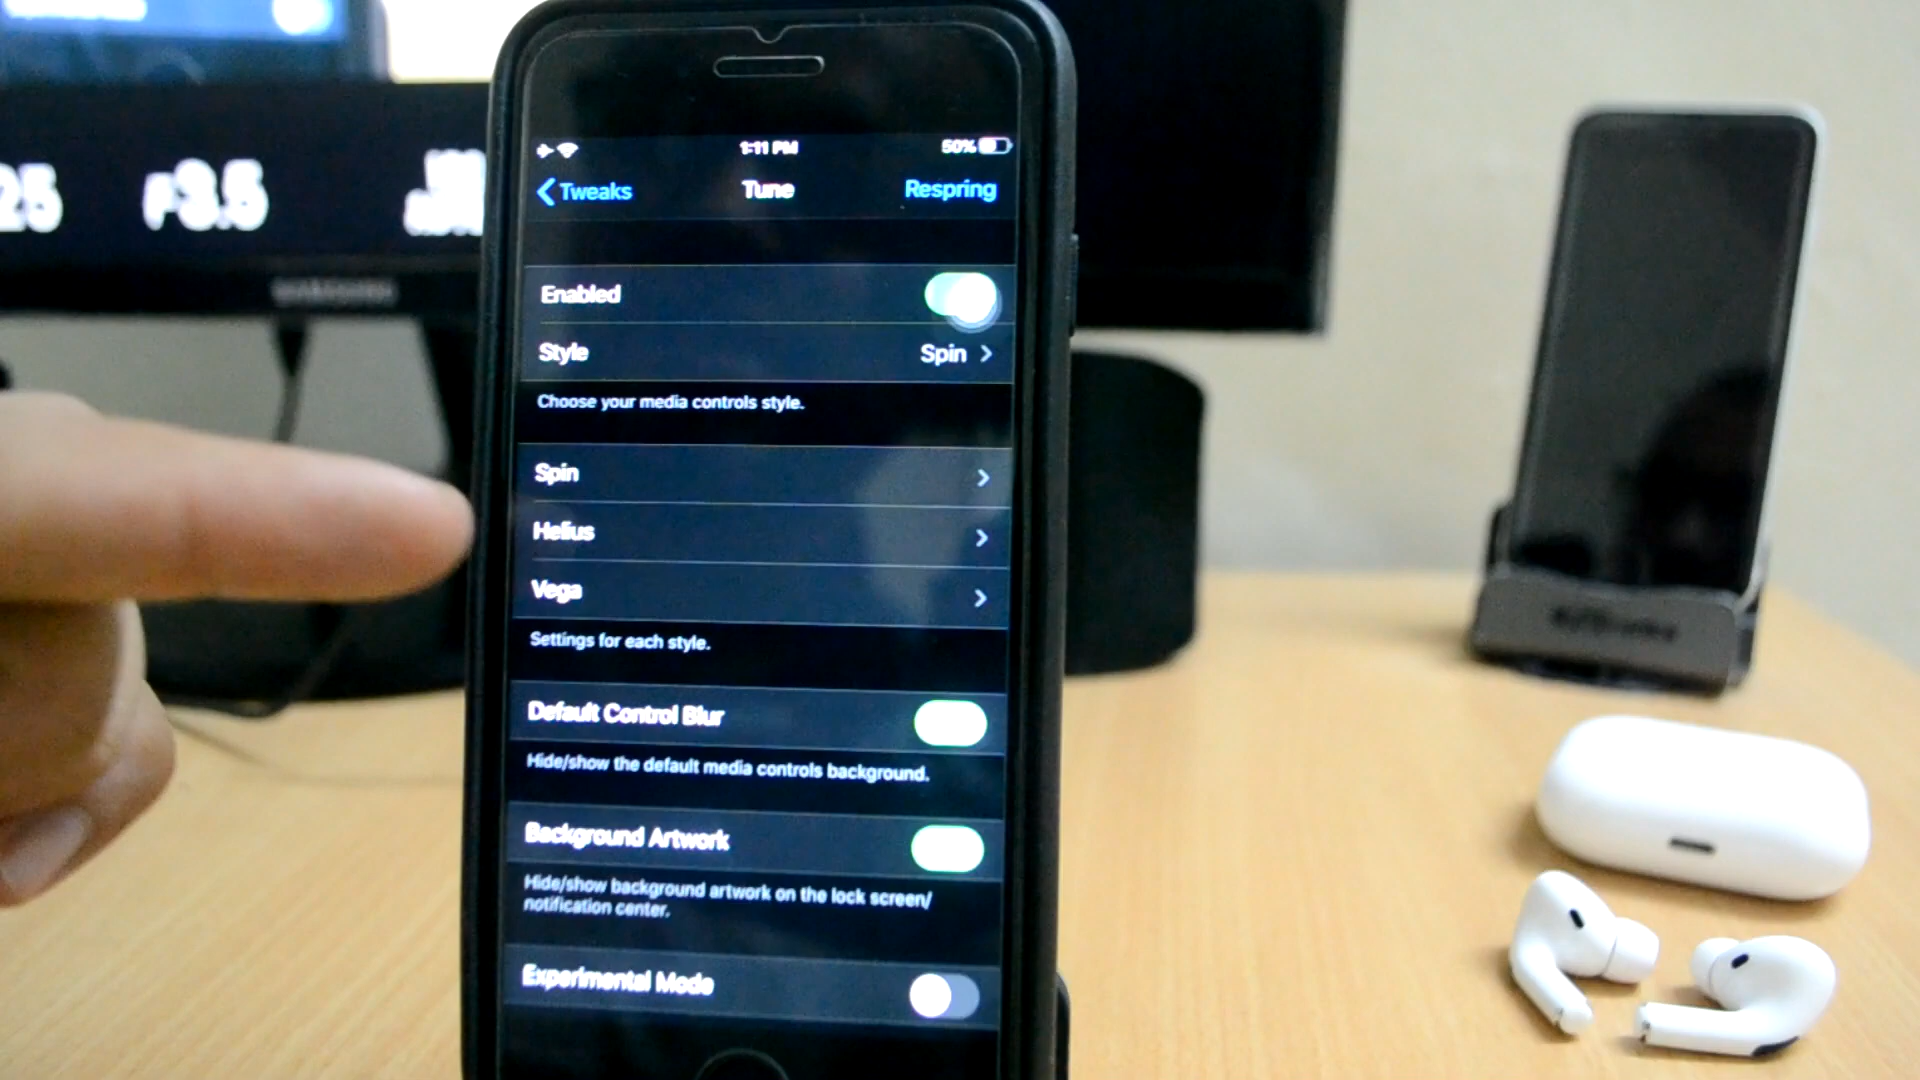 25 F3.5
SAMSUNG
1:11 PM 50%
Tweaks Tune Respring
Enabled
Style Spin
Choose your media controls style.
Spin
Helius
Vega
Settings for each style.
Default Control Blur
Hide/show the default media controls background.
Background Artwork
Hide/show background artwork on the lock screen/
notification center.
Experimental Mode